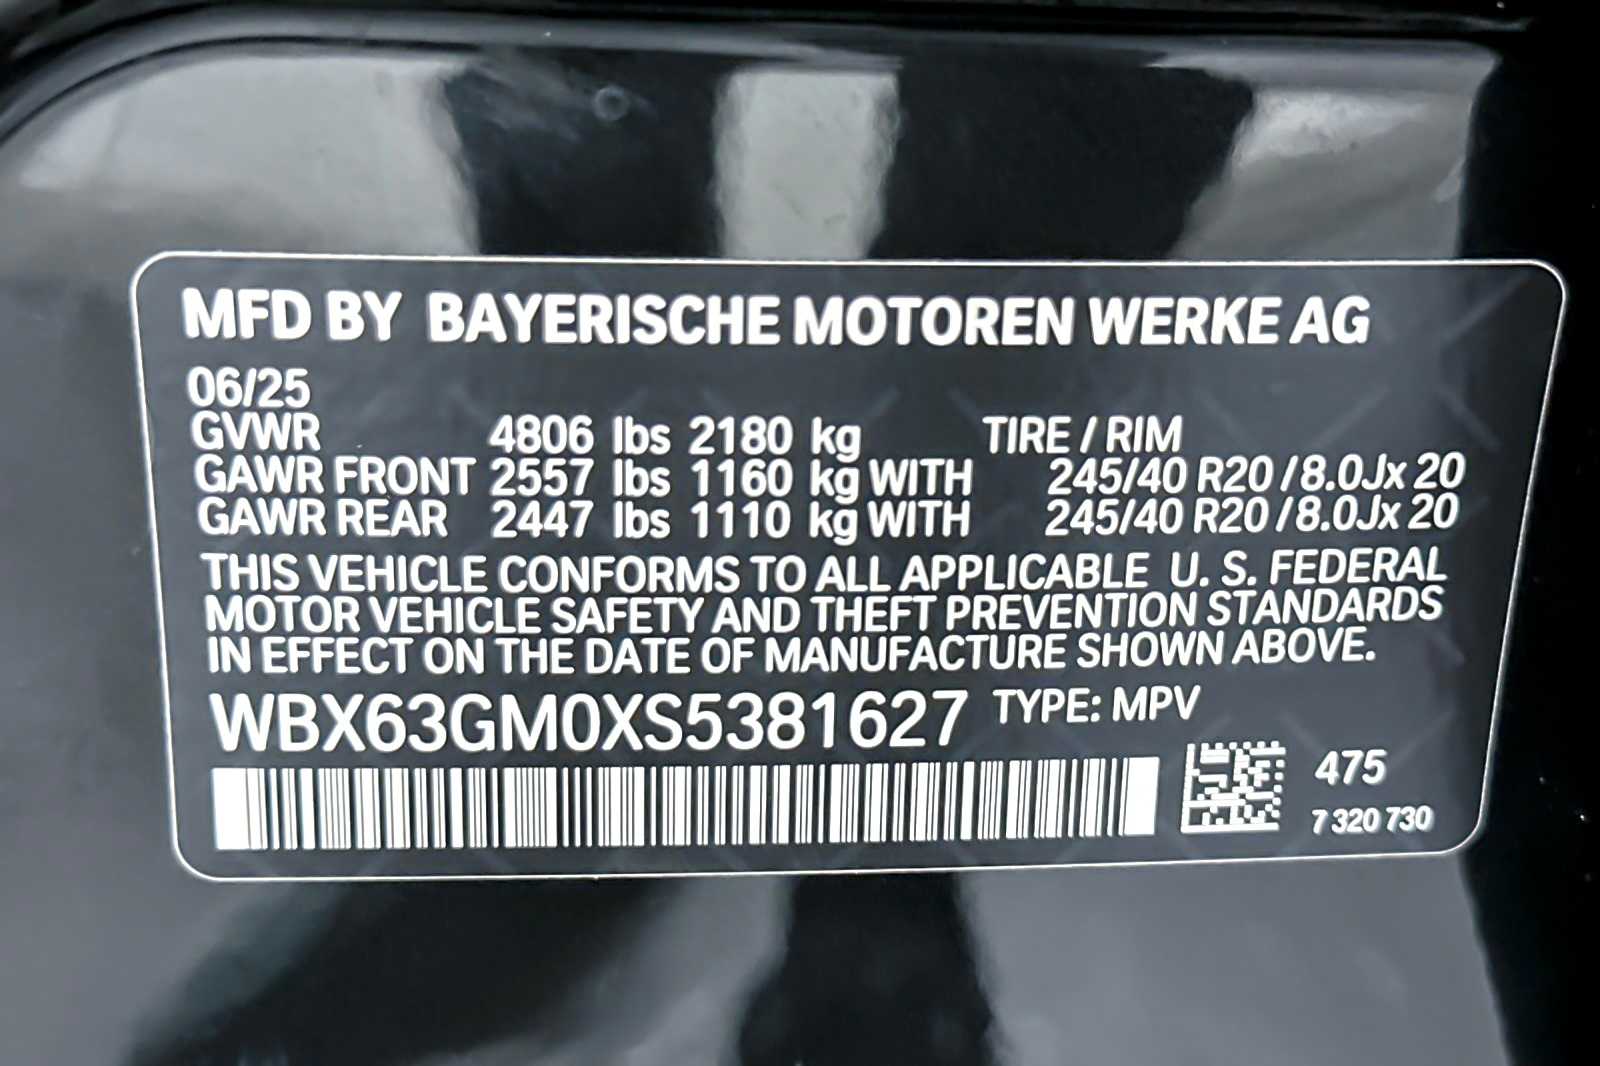 MFD BY BAYERISCHE MOTOREN WERKE AG
06/25
GVWR 4806 lbs 2180 kg TIRE / RIM
GAWR FRONT 2557 lbs 1160 kg WITH 245/40 R20 / 8.0Jx 20
GAWR REAR 2447 lbs 1110 kg WITH 245/40 R20 / 8.0Jx 20
THIS VEHICLE CONFORMS TO ALL APPLICABLE U. S. FEDERAL
MOTOR VEHICLE SAFETY AND THEFT PREVENTION STANDARDS
IN EFFECT ON THE DATE OF MANUFACTURE SHOWN ABOVE.
WBX63GM0XS5381627 TYPE: MPV
475
7 320 730